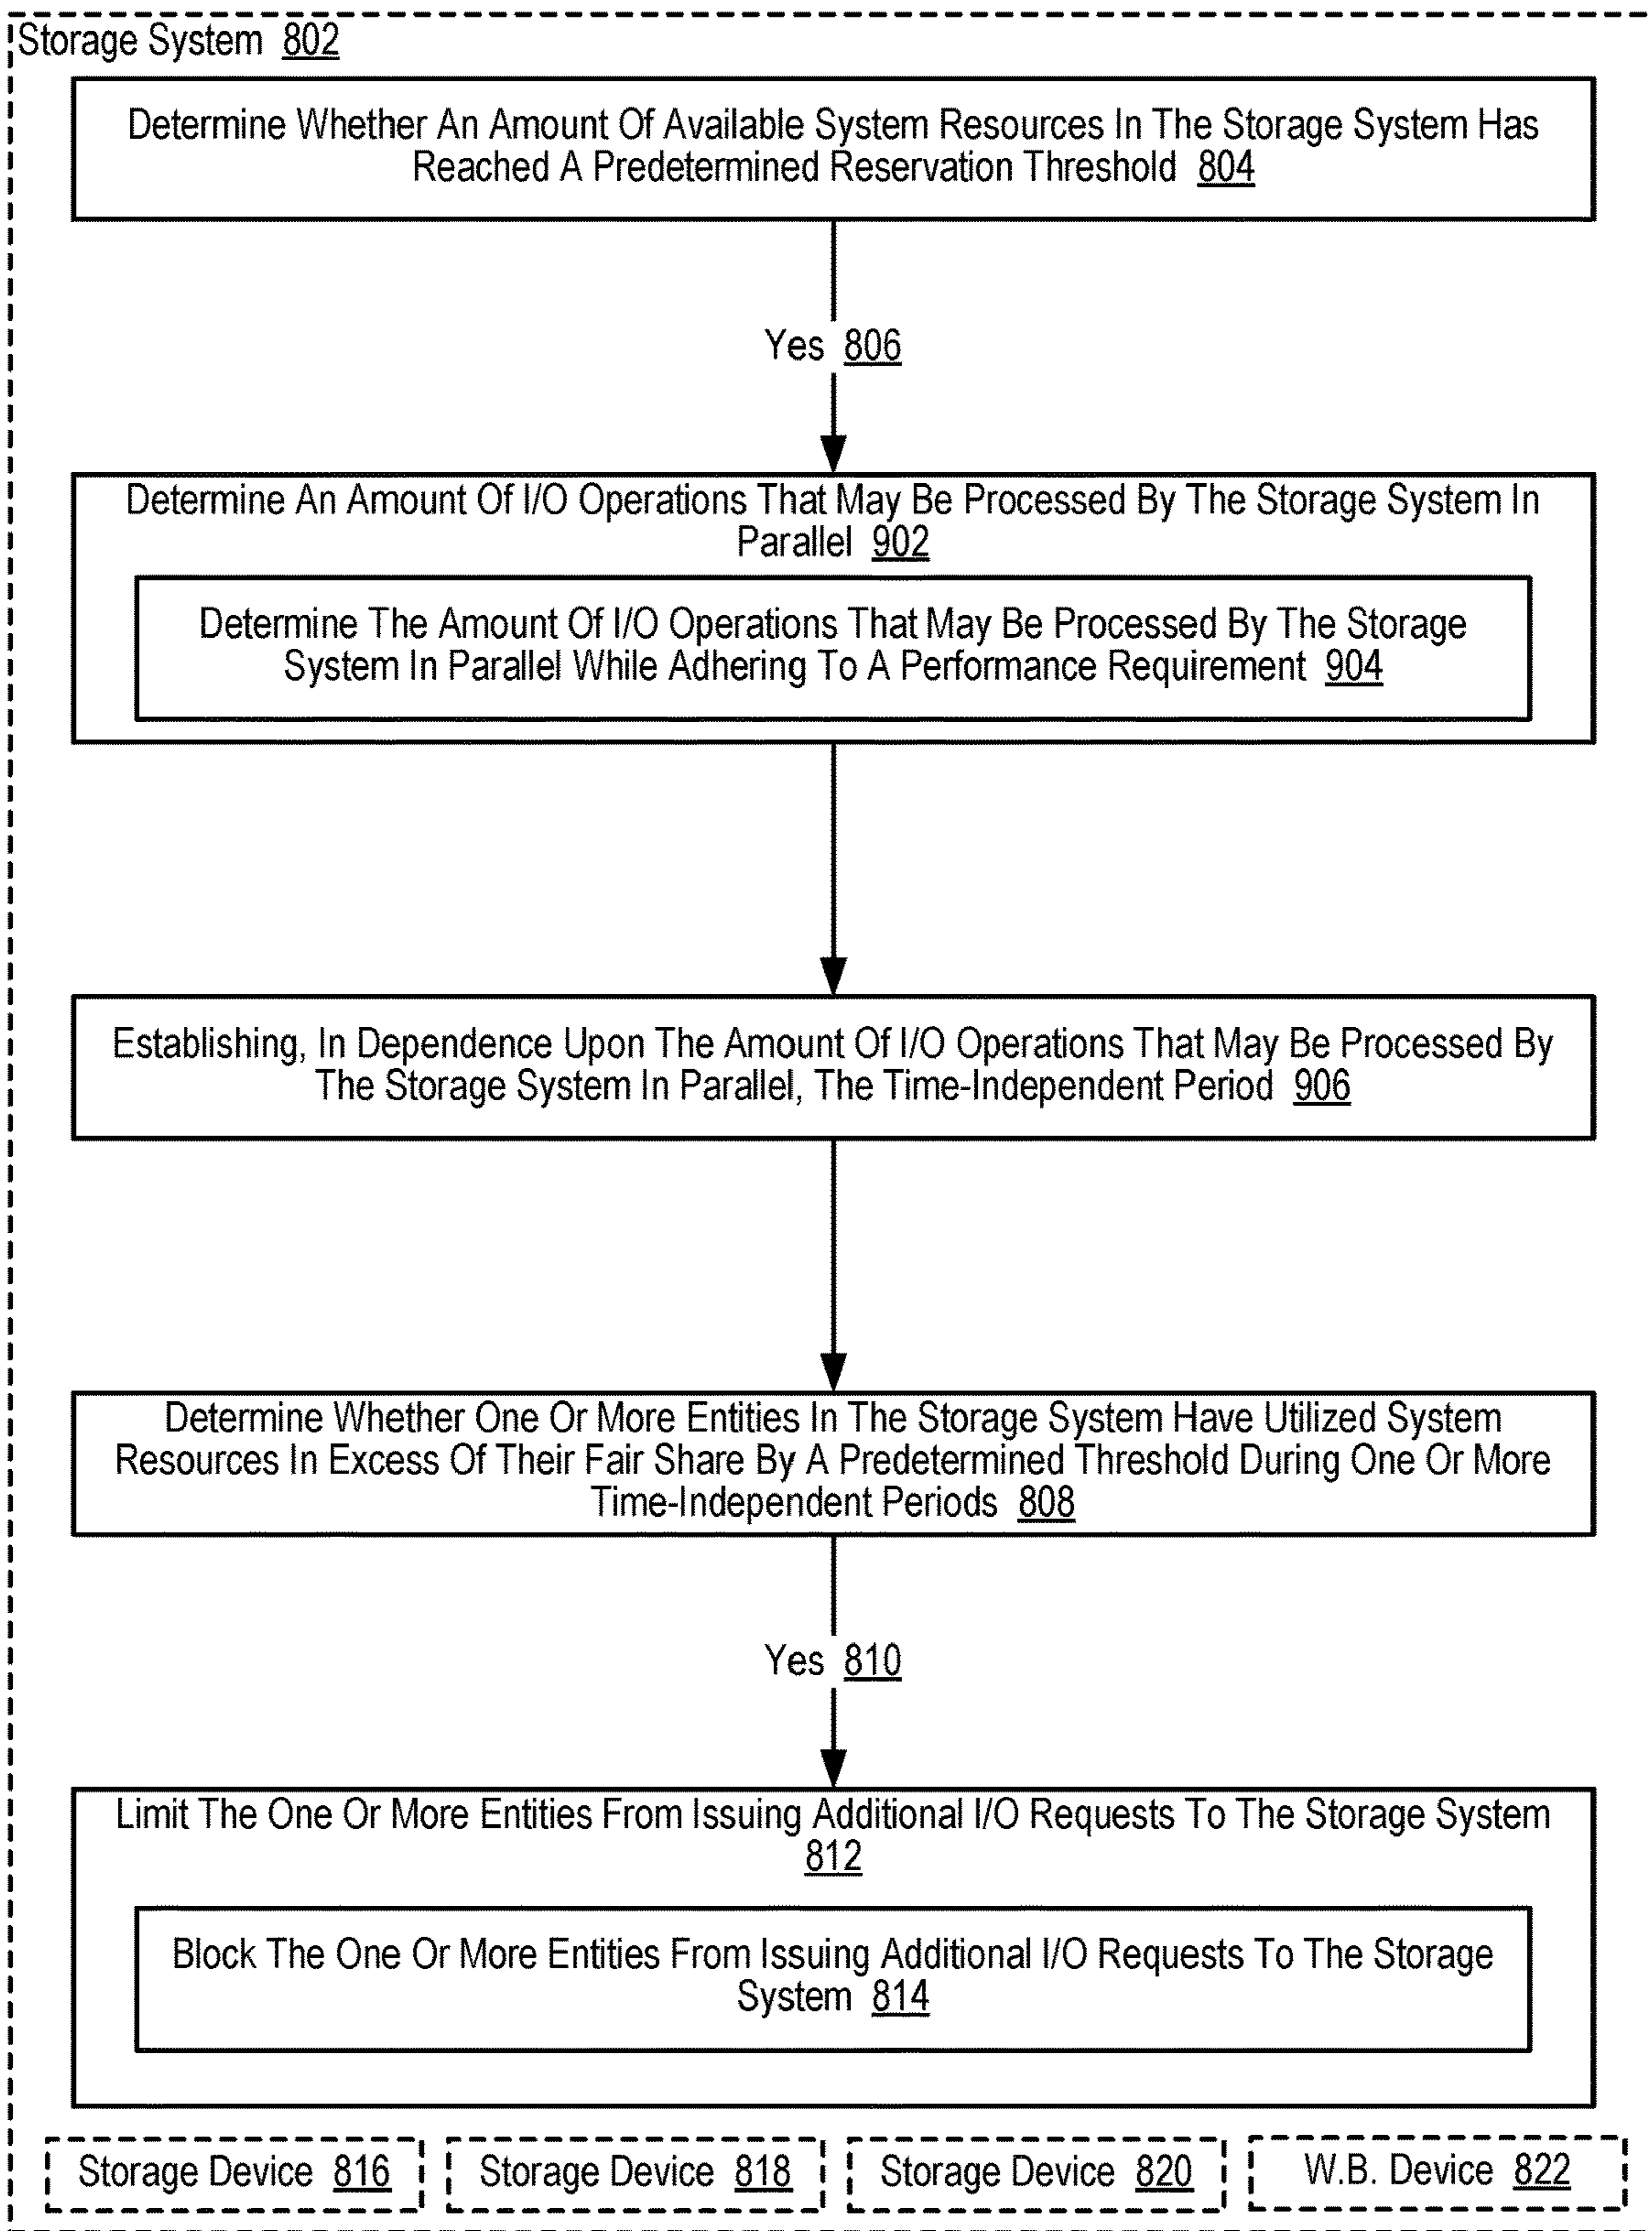 Storage System 802
Determine Whether An Amount Of Available System Resources In The Storage System Has
Reached A Predetermined Reservation Threshold 804
Yes 806
Determine An Amount Of I/O Operations That May Be Processed By The Storage System In
Parallel 902
Determine The Amount Of I/O Operations That May Be Processed By The Storage
System In Parallel While Adhering To A Performance Requirement 904
Establishing, In Dependence Upon The Amount Of I/O Operations That May Be Processed By
The Storage System In Parallel, The Time-Independent Period 906
Determine Whether One Or More Entities In The Storage System Have Utilized System
Resources In Excess Of Their Fair Share By A Predetermined Threshold During One Or More
Time-Independent Periods 808
Yes 810
Limit The One Or More Entities From Issuing Additional I/O Requests To The Storage System
812
Block The One Or More Entities From Issuing Additional I/O Requests To The Storage
System 814
Storage Device 816
Storage Device 818
Storage Device 820
W.B. Device 822